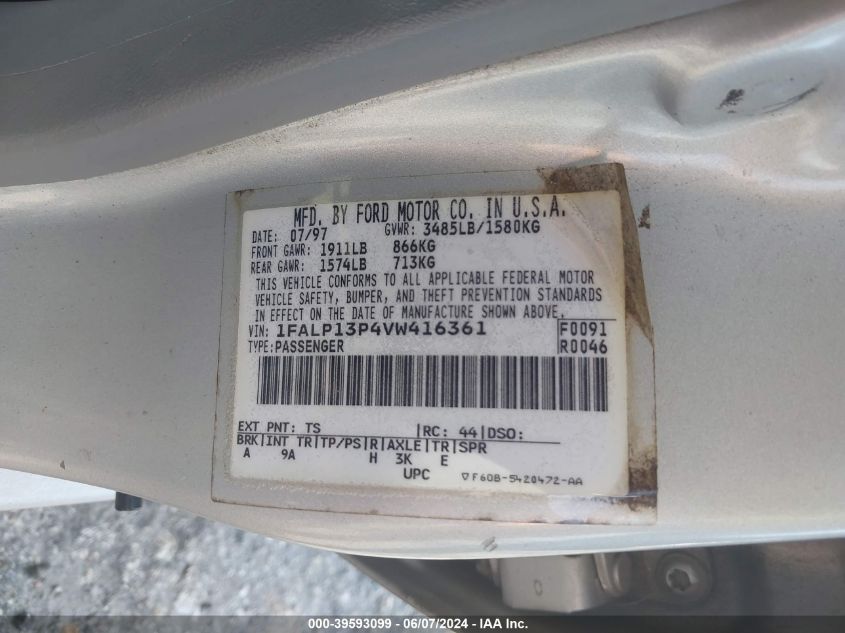 MFD. BY FORD MOTOR CO. IN U.S.A.
DATE: 07/97 GVWR: 3485LB/1580KG
FRONT GAWR: 1911LB 866KG
REAR GAWR: 1574LB 713KG
THIS VEHICLE CONFORMS TO ALL APPLICABLE FEDERAL MOTOR
VEHICLE SAFETY, BUMPER, AND THEFT PREVENTION STANDARDS
IN EFFECT ON THE DATE OF MANUFACTURE SHOWN ABOVE.
VIN: 1FALP13P4VW416361 F0091
TYPE:PASSENGER R0046
EXT PNT: TS |RC: 44|DSO:
BRK|INT TR|TP/PS|R|AXLE|TR|SPR
A 9A H 3K E
UPC ▽F60B-5420472-AA
000-39593099 - 06/07/2024 - IAA Inc.